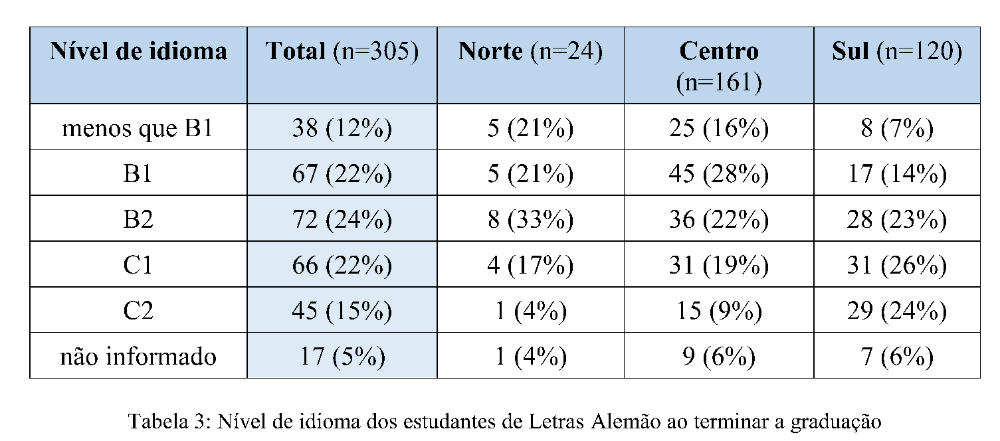 Nível de idioma Total (n=305) Norte (n=24) Centro (n=161) Sul (n=120)
menos que B1 38 (12%) 5 (21%) 25 (16%) 8 (7%)
B1 67 (22%) 5 (21%) 45 (28%) 17 (14%)
B2 72 (24%) 8 (33%) 36 (22%) 28 (23%)
C1 66 (22%) 4 (17%) 31 (19%) 31 (26%)
C2 45 (15%) 1 (4%) 15 (9%) 29 (24%)
não informado 17 (5%) 1 (4%) 9 (6%) 7 (6%)
Tabela 3: Nível de idioma dos estudantes de Letras Alemão ao terminar a graduação